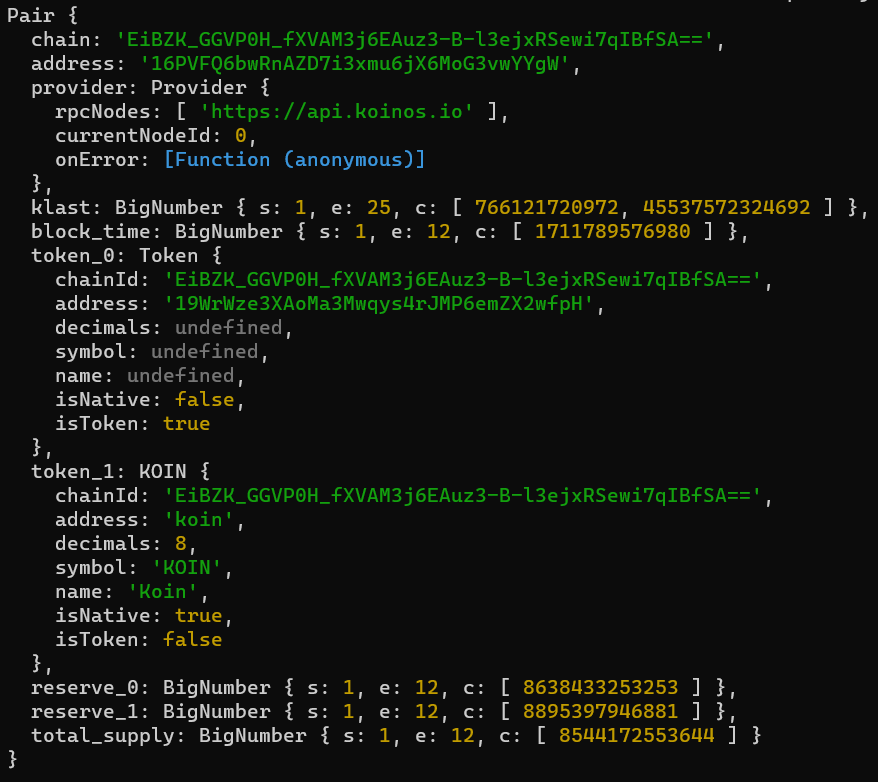 Pair {
  chain: 'EiBZK_GGVP0H_fXVAM3j6EAuz3-B-l3ejxRSewi7qIBfSA==',
  address: '16PVFQ6bwRnAZD7i3xmu6jX6MoG3vwYYgW',
  provider: Provider {
    rpcNodes: [ 'https://api.koinos.io' ],
    currentNodeId: 0,
    onError: [Function (anonymous)]
  },
  klast: BigNumber { s: 1, e: 25, c: [ 766121720972, 45537572324692 ] },
  block_time: BigNumber { s: 1, e: 12, c: [ 1711789576980 ] },
  token_0: Token {
    chainId: 'EiBZK_GGVP0H_fXVAM3j6EAuz3-B-l3ejxRSewi7qIBfSA==',
    address: '19WrWze3XAoMa3Mwqys4rJMP6emZX2wfpH',
    decimals: undefined,
    symbol: undefined,
    name: undefined,
    isNative: false,
    isToken: true
  },
  token_1: KOIN {
    chainId: 'EiBZK_GGVP0H_fXVAM3j6EAuz3-B-l3ejxRSewi7qIBfSA==',
    address: 'koin',
    decimals: 8,
    symbol: 'KOIN',
    name: 'Koin',
    isNative: true,
    isToken: false
  },
  reserve_0: BigNumber { s: 1, e: 12, c: [ 8638433253253 ] },
  reserve_1: BigNumber { s: 1, e: 12, c: [ 8895397946881 ] },
  total_supply: BigNumber { s: 1, e: 12, c: [ 8544172553644 ] }
}